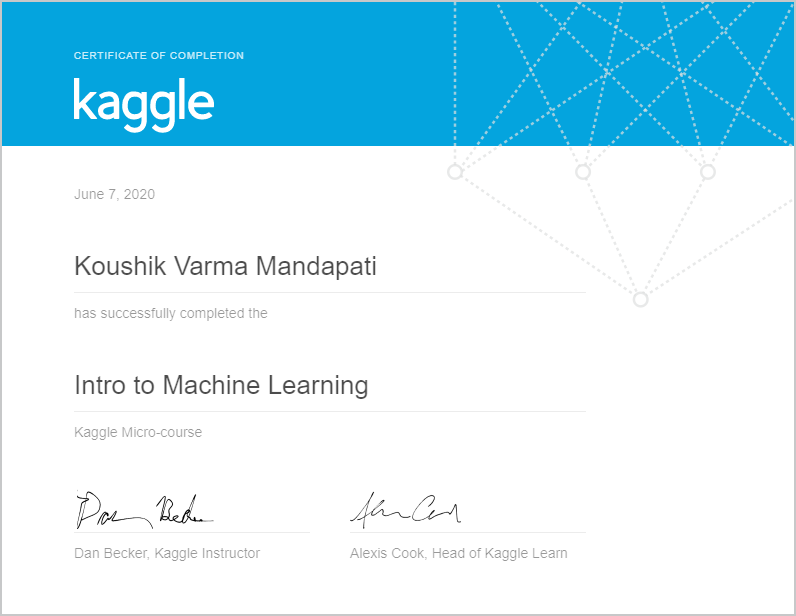 CERTIFICATE OF COMPLETION
kaggle
June 7, 2020
Koushik Varma Mandapati
has successfully completed the
Intro to Machine Learning
Kaggle Micro-course
Dan Becker
Alexis Cook
Dan Becker, Kaggle Instructor
Alexis Cook, Head of Kaggle Learn